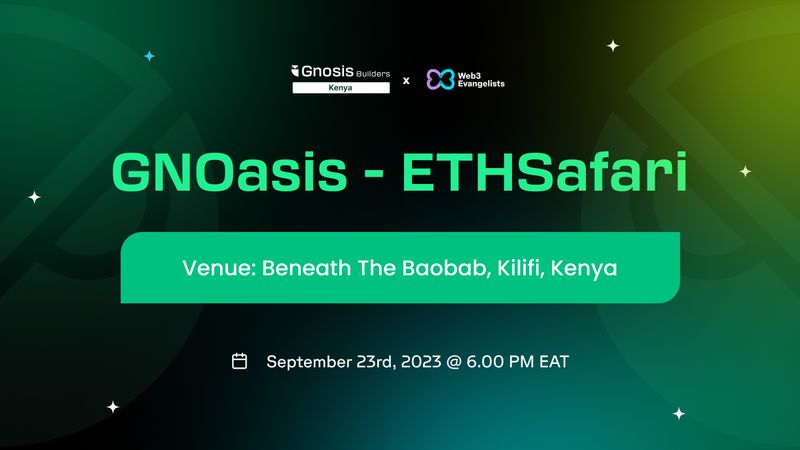 Gnosis Builders
Kenya
x
Web3
Evangelists
GNOasis - ETHSafari
Venue: Beneath The Baobab, Kilifi, Kenya
September 23rd, 2023 @ 6.00 PM EAT